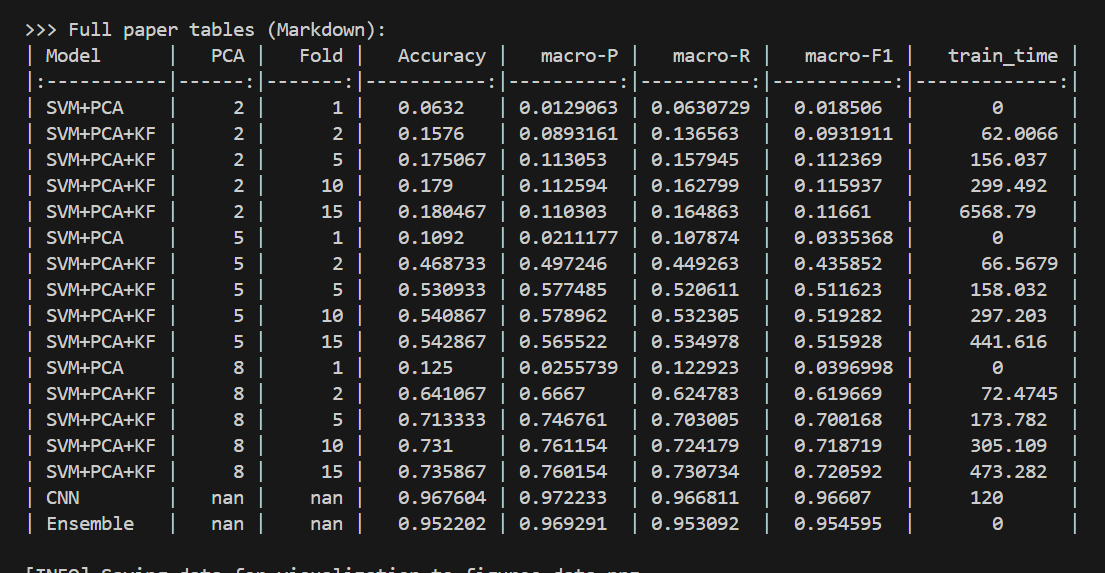 >>> Full paper tables (Markdown):
| Model | PCA | Fold | Accuracy | macro-P | macro-R | macro-F1 | train_time |
|:-----------|------:|-------:|-----------:|----------:|----------:|-----------:|-------------:|
| SVM+PCA | 2 | 1 | 0.0632 | 0.0129063 | 0.0630729 | 0.018506 | 0 |
| SVM+PCA+KF | 2 | 2 | 0.1576 | 0.0893161 | 0.136563 | 0.0931911 | 62.0066 |
| SVM+PCA+KF | 2 | 5 | 0.175067 | 0.113053 | 0.157945 | 0.112369 | 156.037 |
| SVM+PCA+KF | 2 | 10 | 0.179 | 0.112594 | 0.162799 | 0.115937 | 299.492 |
| SVM+PCA+KF | 2 | 15 | 0.180467 | 0.110303 | 0.164863 | 0.11661 | 6568.79 |
| SVM+PCA | 5 | 1 | 0.1092 | 0.0211177 | 0.107874 | 0.0335368 | 0 |
| SVM+PCA+KF | 5 | 2 | 0.468733 | 0.497246 | 0.449263 | 0.435852 | 66.5679 |
| SVM+PCA+KF | 5 | 5 | 0.530933 | 0.577485 | 0.520611 | 0.511623 | 158.032 |
| SVM+PCA+KF | 5 | 10 | 0.540867 | 0.578962 | 0.532305 | 0.519282 | 297.203 |
| SVM+PCA+KF | 5 | 15 | 0.542867 | 0.565522 | 0.534978 | 0.515928 | 441.616 |
| SVM+PCA | 8 | 1 | 0.125 | 0.0255739 | 0.122923 | 0.0396998 | 0 |
| SVM+PCA+KF | 8 | 2 | 0.641067 | 0.6667 | 0.624783 | 0.619669 | 72.4745 |
| SVM+PCA+KF | 8 | 5 | 0.713333 | 0.746761 | 0.703005 | 0.700168 | 173.782 |
| SVM+PCA+KF | 8 | 10 | 0.731 | 0.761154 | 0.724179 | 0.718719 | 305.109 |
| SVM+PCA+KF | 8 | 15 | 0.735867 | 0.760154 | 0.730734 | 0.720592 | 473.282 |
| CNN | nan | nan | 0.967604 | 0.972233 | 0.966811 | 0.96607 | 120 |
| Ensemble | nan | nan | 0.952202 | 0.969291 | 0.953092 | 0.954595 | 0 |